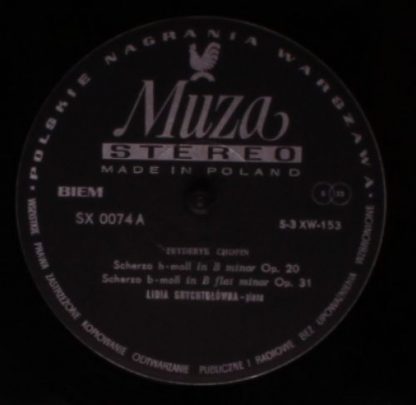 POLSKIE NAGRANIA WARSZAWA
Muza
STEREO
MADE IN POLAND
BIEM
SX 0074 A
S-3 XW-153
FRYDERYK CHOPIN
Scherzo h-moll in B minor Op. 20
Scherzo b-moll in B flat minor Op. 31
LIDIA GRYCHTOŁÓWNA - piano
WSZELKIE PRAWA ZASTRZEŻONE KOPIOWANIE ODTWARZANIE PUBLICZNE I RADIOWE BEZ UPOWAŻNIENIA